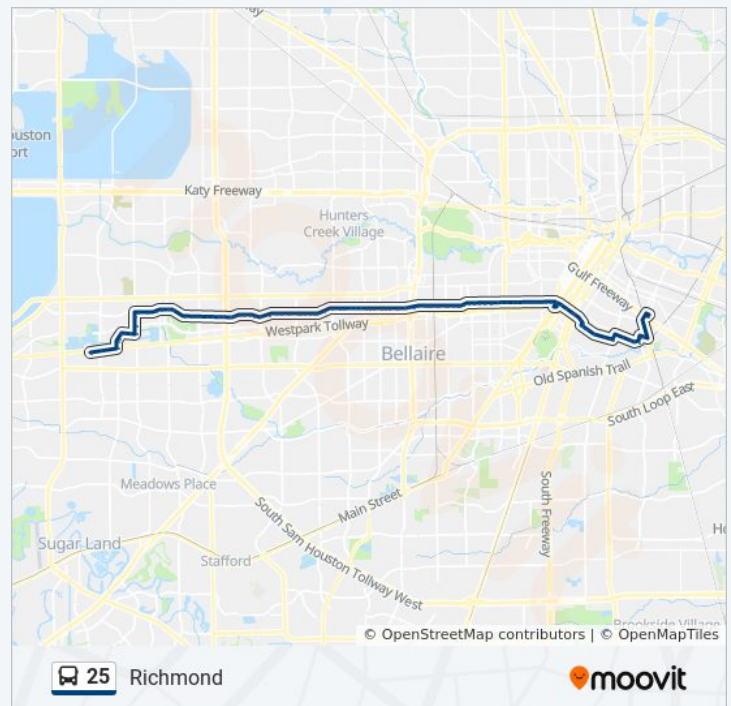 way
ouston
ort
Katy Freeway
Hunters
Creek Village
Gulf Freeway
Westpark Tollway
Bellaire
Old Spanish Trail
South Loop East
Meadows Place
Main Street
South Freeway
South Sam Houston Tollway West
Sugar Land
Stafford
Ho
Brookside Village
© OpenStreetMap contributors | © OpenMapTiles
25 Richmond
moovit